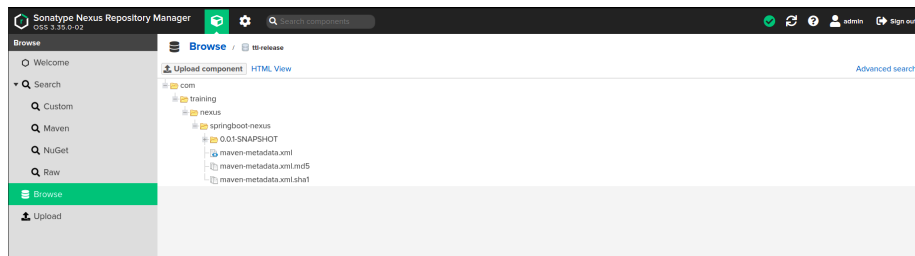 Sonatype Nexus Repository Manager
OSS 3.35.0-02
Search components
admin
Sign out
Browse
Welcome
Search
Custom
Maven
NuGet
Raw
Browse
Upload
Browse / ttl-release
Upload component HTML View
Advanced search
com
training
nexus
springboot-nexus
0.0.1-SNAPSHOT
maven-metadata.xml
maven-metadata.xml.md5
maven-metadata.xml.sha1